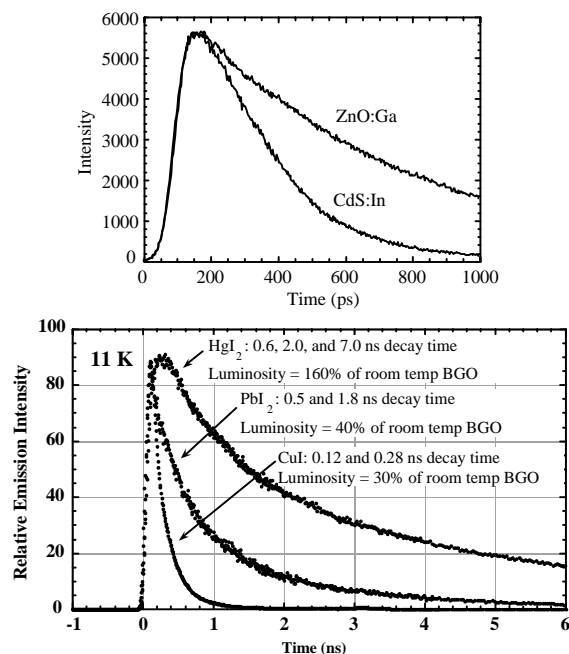 6000
5000
4000
3000
2000
1000
0
Intensity
ZnO:Ga
CdS:In
0 200 400 600 800 1000
Time (ps)
100
80
60
40
20
0
Relative Emission Intensity
11 K
HgI2: 0.6, 2.0, and 7.0 ns decay time
Luminosity = 160% of room temp BGO
PbI2: 0.5 and 1.8 ns decay time
Luminosity = 40% of room temp BGO
CuI: 0.12 and 0.28 ns decay time
Luminosity = 30% of room temp BGO
-1 0 1 2 3 4 5 6
Time (ns)